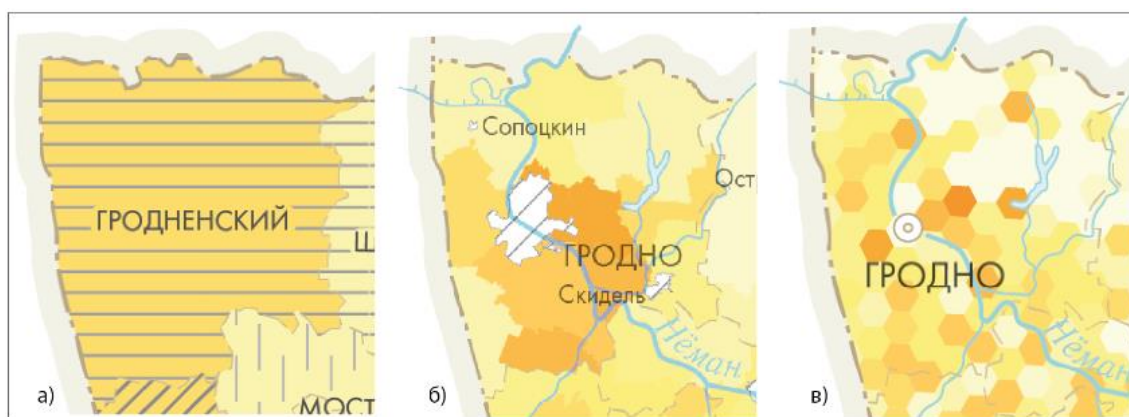 ГРОДНЕНСКИЙ
Щ
МОСТ
а)
Сопоцкин
Ост
ГРОДНО
Скидель
Нёман
б)
ГРОДНО
Нёман
в)